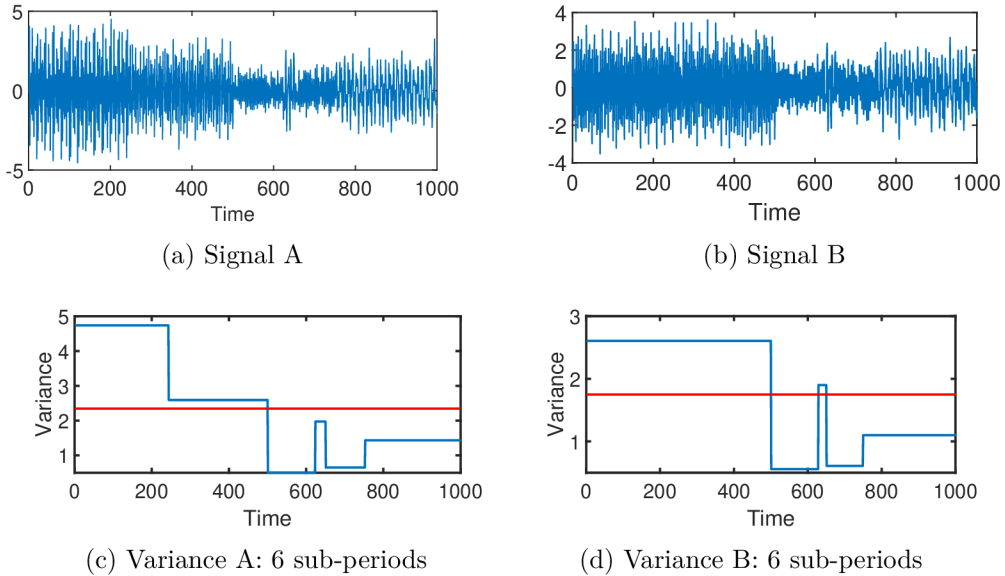 5
0
-5
0 200 400 600 800 1000
Time
(a) Signal A
4
2
0
-2
-4
0 200 400 600 800 1000
Time
(b) Signal B
5
4
3
2
1
Variance
0 200 400 600 800 1000
Time
(c) Variance A: 6 sub-periods
3
2
1
Variance
0 200 400 600 800 1000
Time
(d) Variance B: 6 sub-periods